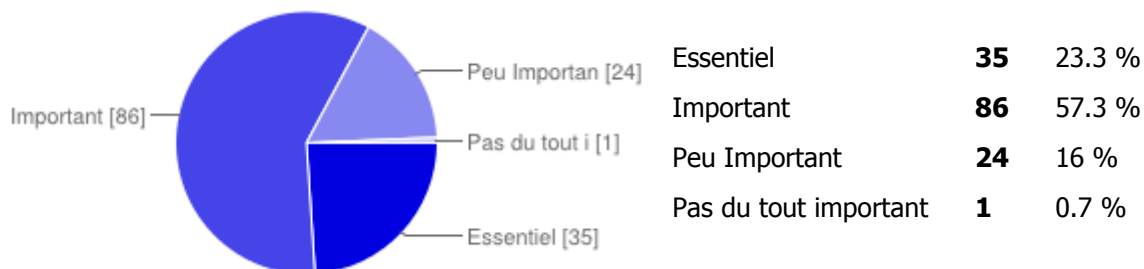 Important [86]
Peu Importan [24]
Pas du tout i [1]
Essentiel [35]
Essentiel 35 23.3 %
Important 86 57.3 %
Peu Important 24 16 %
Pas du tout important 1 0.7 %